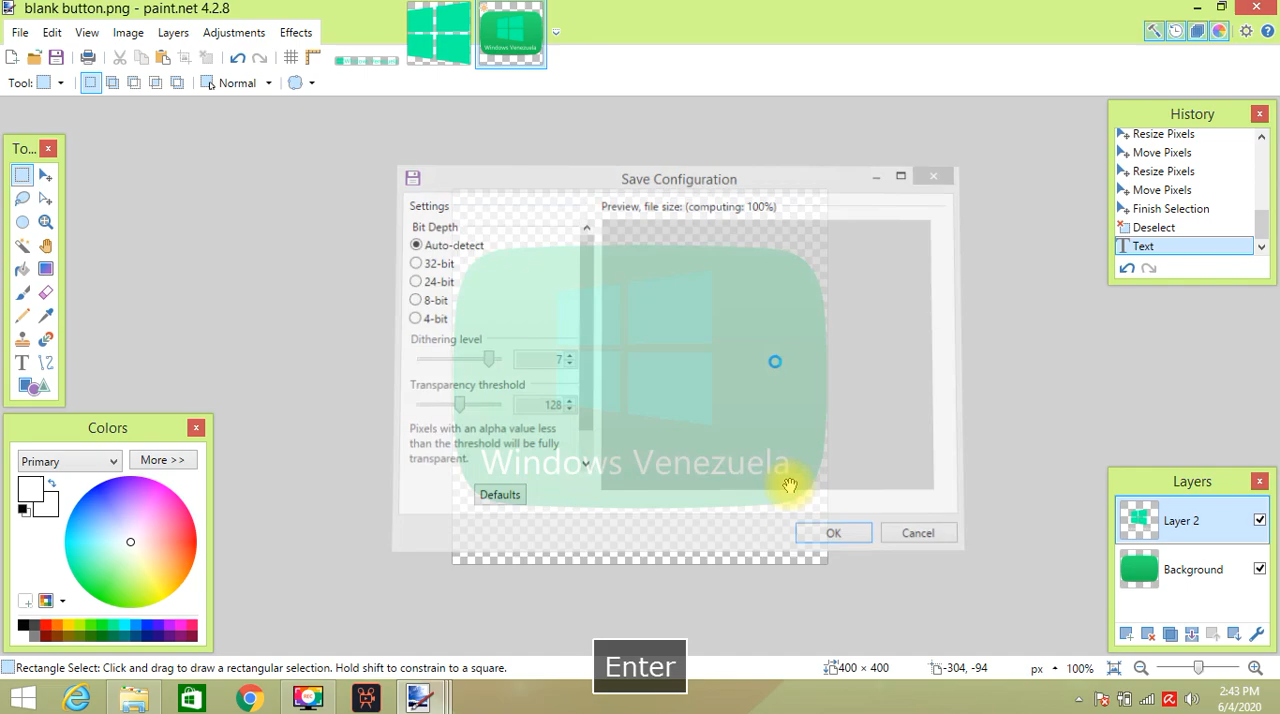 blank button.png - paint.net 4.2.8
File Edit View Image Layers Adjustments Effects
Windows Venezuela
Tool: Normal
History
Resize Pixels
Move Pixels
Resize Pixels
Move Pixels
Finish Selection
Deselect
Text
To...
Save Configuration
Settings
Preview, file size: (computing: 100%)
Bit Depth
Auto-detect
32-bit
24-bit
8-bit
4-bit
Dithering level
7
Transparency threshold
128
Pixels with an alpha value less
than the threshold will be fully
transparent.
Defaults
OK
Cancel
Windows Venezuela
Colors
Primary
More >>
Layers
Layer 2
Background
Enter
Rectangle Select: Click and drag to draw a rectangular selection. Hold shift to constrain to a square.
400 × 400
-304, -94
px
100%
REC
2:43 PM
6/4/2020